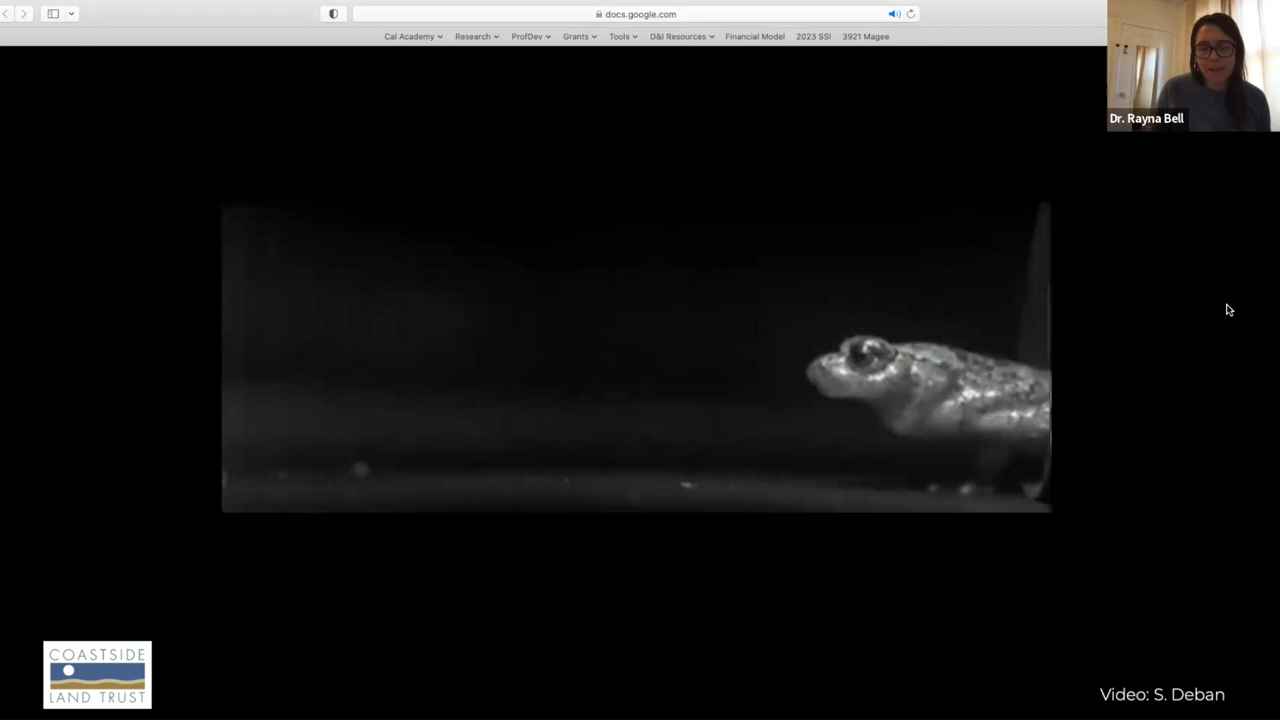 docs.google.com
Cal Academy Research ProfDev Grants Tools D&I Resources Financial Model 2023 SSI 3921 Magee
Dr. Rayna Bell
COASTSIDE
LAND TRUST
Video: S. Deban